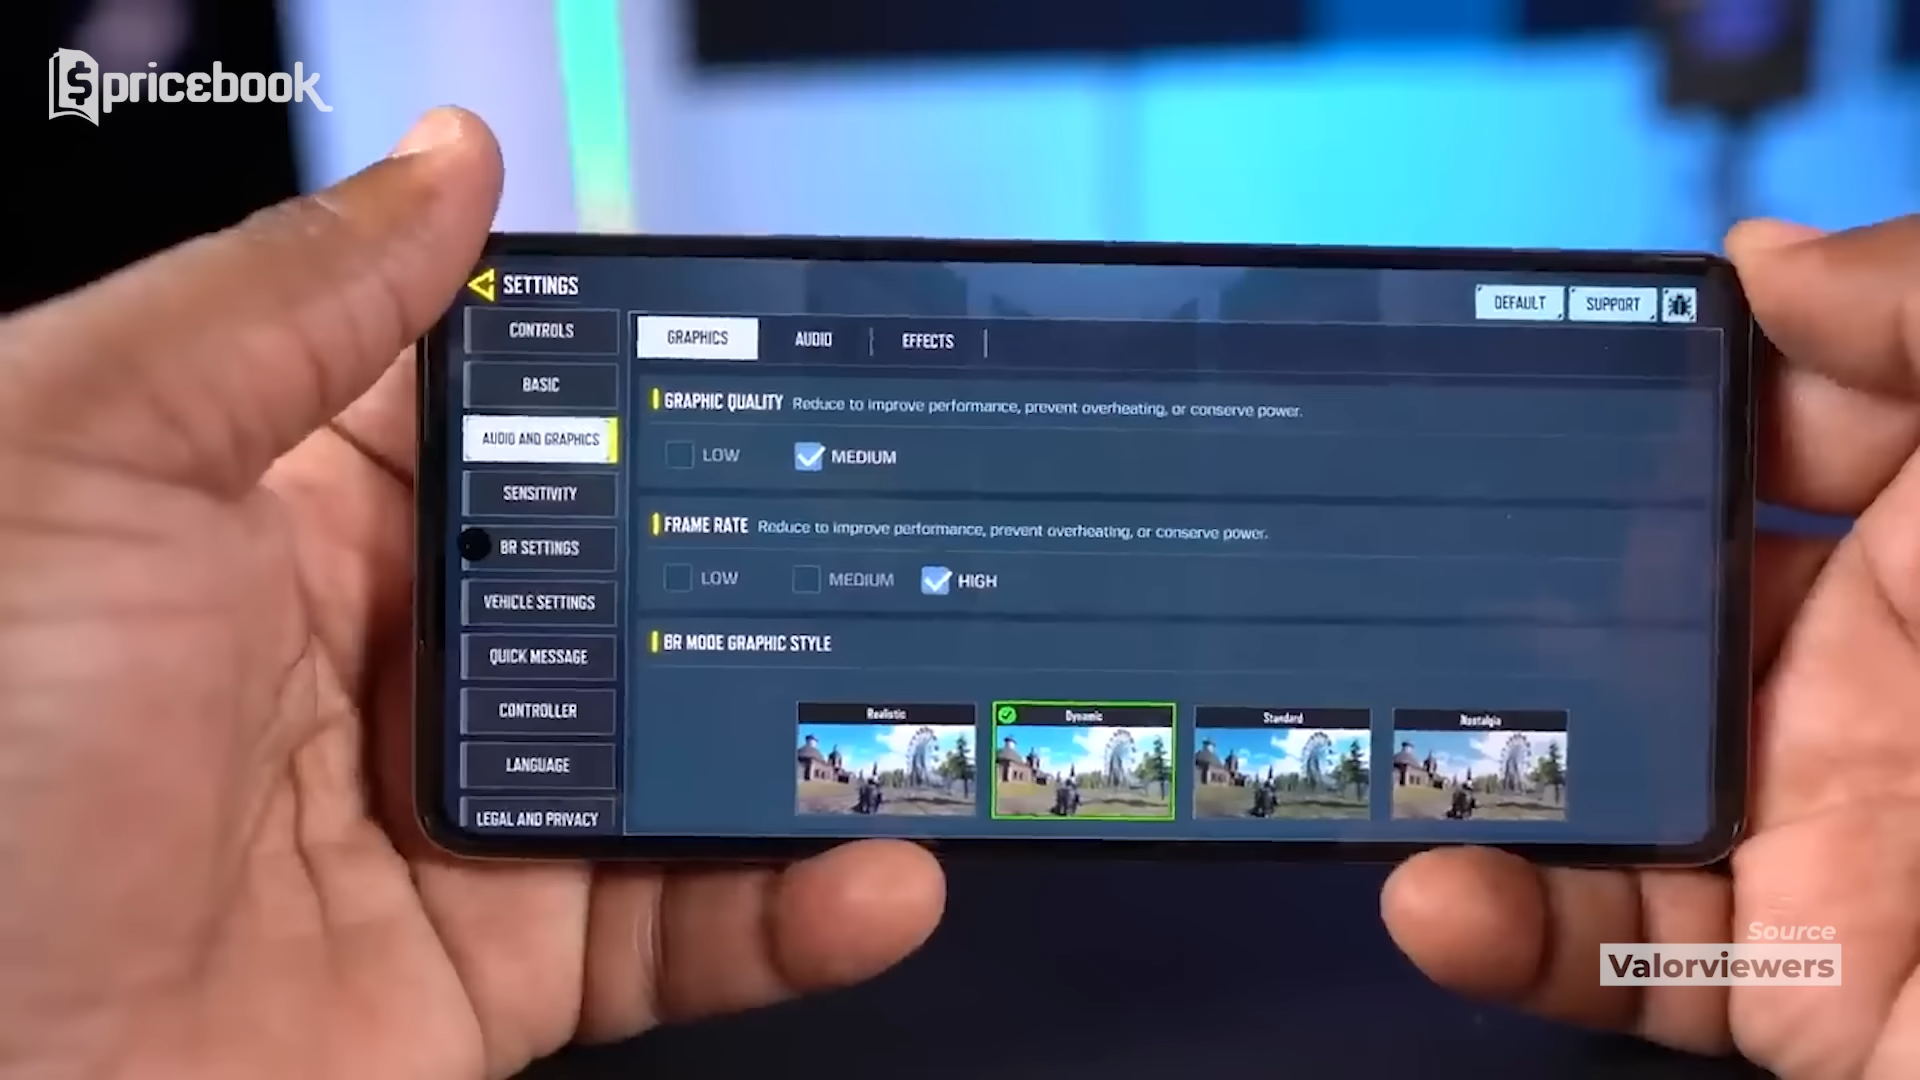 pricebook
SETTINGS
DEFAULT
SUPPORT
CONTROLS
BASIC
AUDIO AND GRAPHICS
SENSITIVITY
BR SETTINGS
VEHICLE SETTINGS
QUICK MESSAGE
CONTROLLER
LANGUAGE
LEGAL AND PRIVACY
GRAPHICS
AUDIO
EFFECTS
GRAPHIC QUALITY Reduce to improve performance, prevent overheating, or conserve power.
LOW
MEDIUM
FRAME RATE Reduce to improve performance, prevent overheating, or conserve power.
LOW
MEDIUM
HIGH
BR MODE GRAPHIC STYLE
Realistic
Dynamic
Standard
Nostalgia
Source
Valorviewers